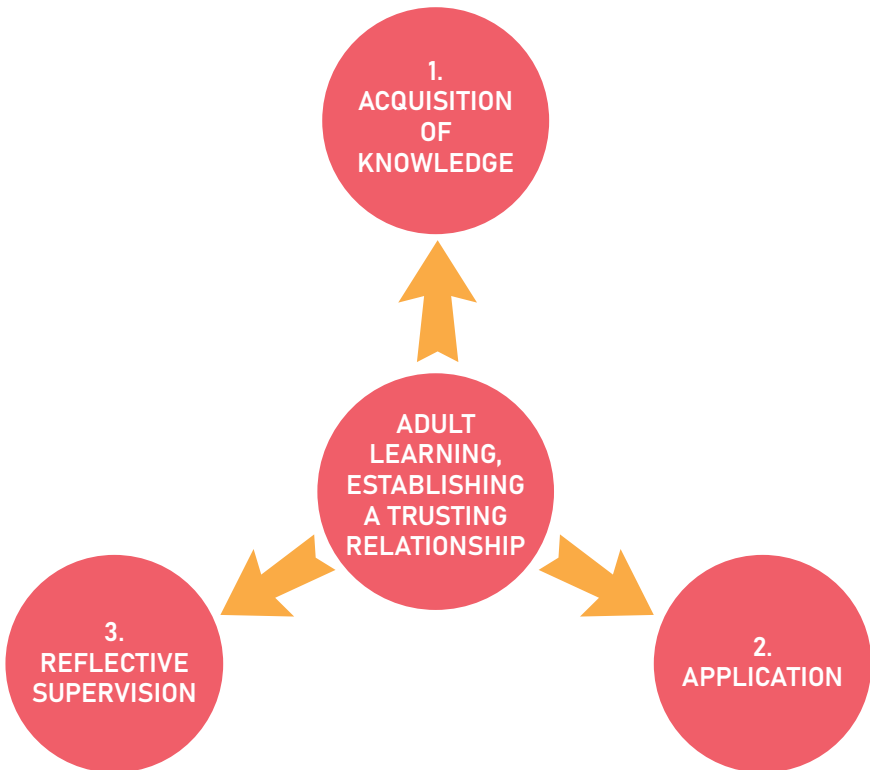 1.
ACQUISITION
OF
KNOWLEDGE
ADULT
LEARNING,
ESTABLISHING
A TRUSTING
RELATIONSHIP
3.
REFLECTIVE
SUPERVISION
2.
APPLICATION